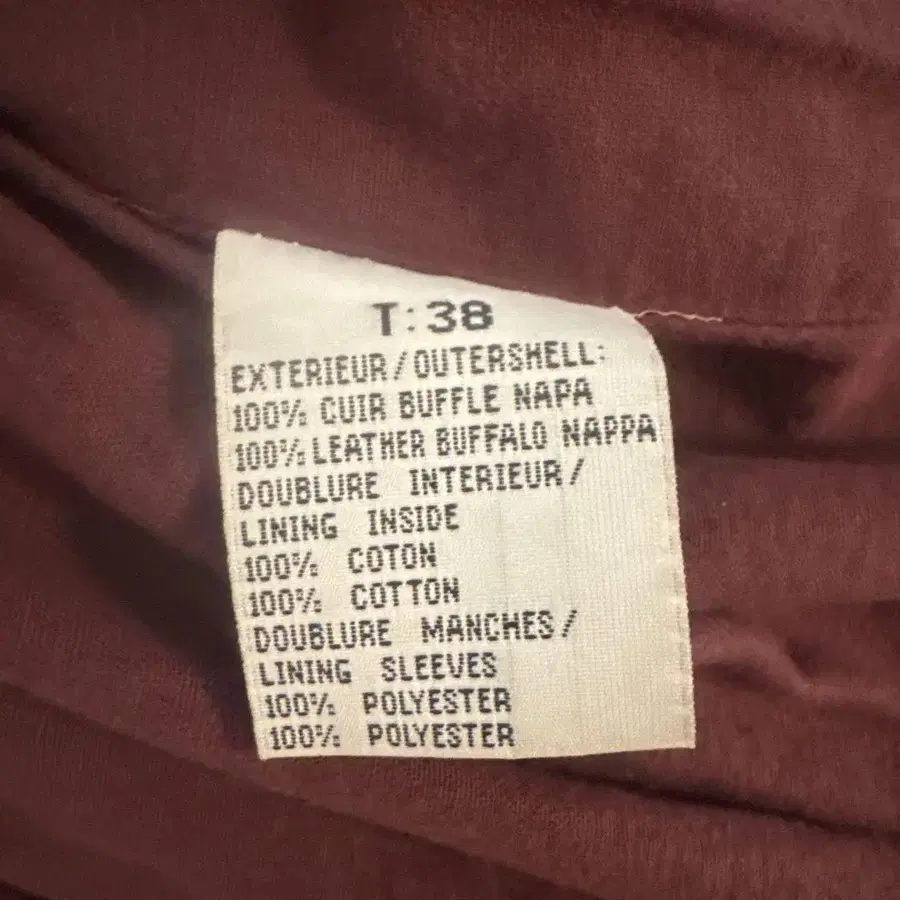 T:38
EXTERIEUR/OUTERSHELL:
100% CUIR BUFFLE NAPA
100% LEATHER BUFFALO NAPPA
DOUBLURE INTERIEUR/
LINING INSIDE
100% COTON
100% COTTON
DOUBLURE MANCHES/
LINING SLEEVES
100% POLYESTER
100% POLYESTER